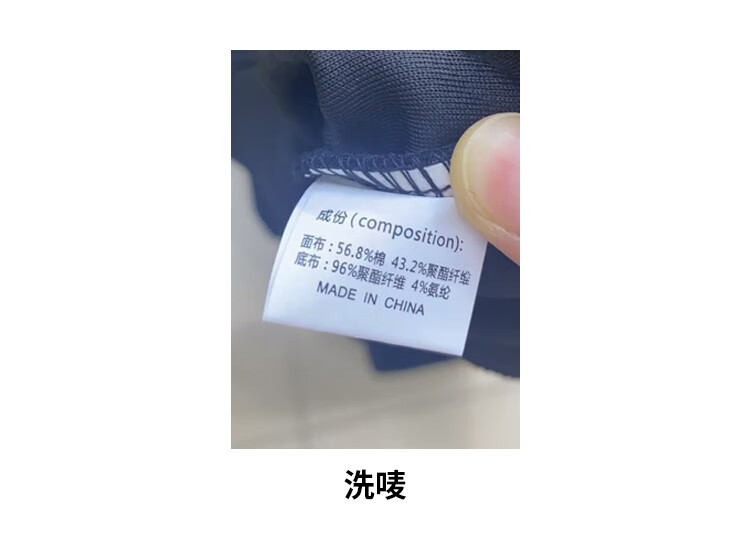 成份(composition):
面布：56.8%棉 43.2%聚酯纤维
底布：96%聚酯纤维 4%氨纶
MADE IN CHINA
洗唛